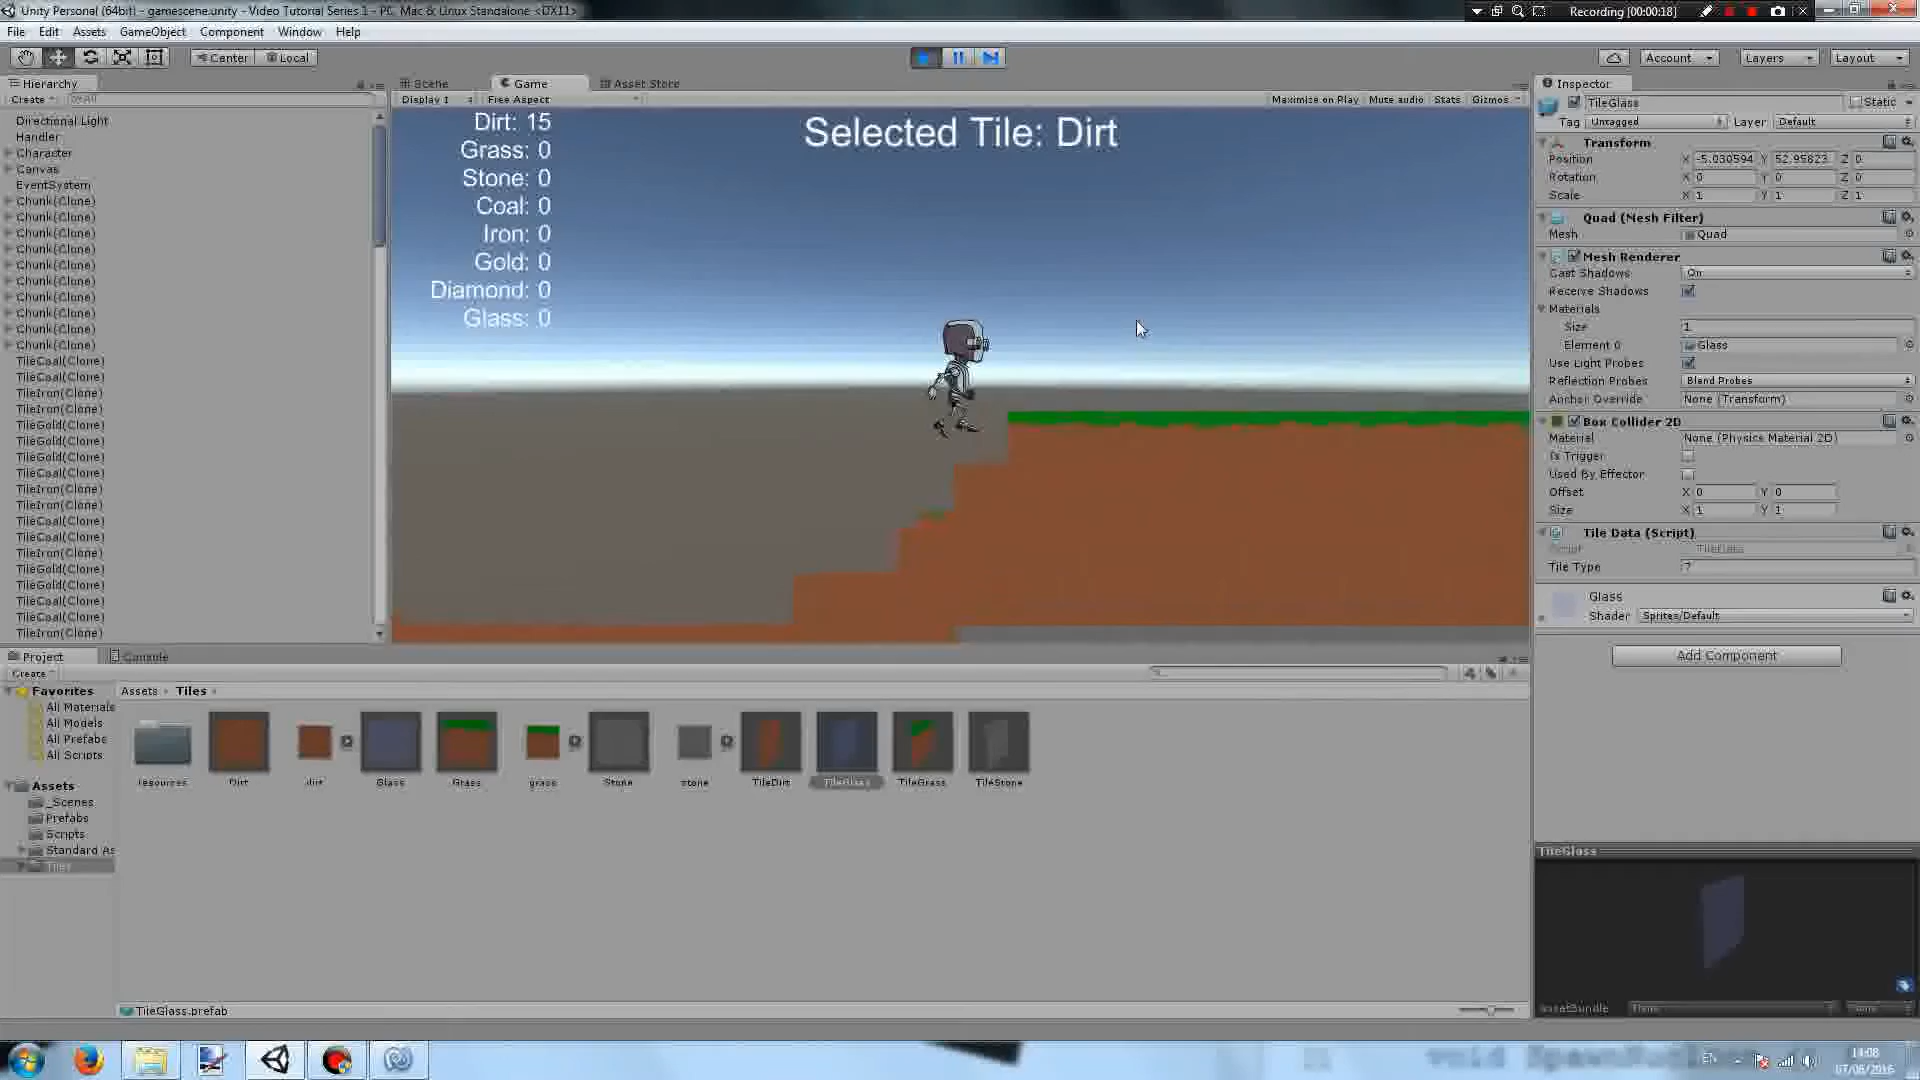 Unity Personal (64bit) - gamescene.unity - Video Tutorial Series 1 - PC, Mac & Linux Standalone <DX11>
Recording [00:00:18]
File Edit Assets GameObject Component Window Help
Center Local
Account Layers Layout
Hierarchy
Create
Directional Light
Handler
Character
Canvas
EventSystem
Chunk(Clone)
Chunk(Clone)
Chunk(Clone)
Chunk(Clone)
Chunk(Clone)
Chunk(Clone)
Chunk(Clone)
Chunk(Clone)
Chunk(Clone)
Chunk(Clone)
TileCoal(Clone)
TileCoal(Clone)
TileIron(Clone)
TileIron(Clone)
TileGold(Clone)
TileGold(Clone)
TileGold(Clone)
TileCoal(Clone)
TileIron(Clone)
TileIron(Clone)
TileCoal(Clone)
TileCoal(Clone)
TileIron(Clone)
TileGold(Clone)
TileGold(Clone)
TileCoal(Clone)
TileCoal(Clone)
TileIron(Clone)
Scene Game Asset Store
Display 1 Free Aspect Maximize on Play Mute audio Stats Gizmos
Selected Tile: Dirt
Dirt: 15
Grass: 0
Stone: 0
Coal: 0
Iron: 0
Gold: 0
Diamond: 0
Glass: 0
Inspector
TileGlass Static
Tag Untagged Layer Default
Transform
Position X -5.030594 Y 52.95823 Z 0
Rotation X 0 Y 0 Z 0
Scale X 1 Y 1 Z 1
Quad (Mesh Filter)
Mesh Quad
Mesh Renderer
Cast Shadows On
Receive Shadows
Materials
Size 1
Element 0 Glass
Use Light Probes
Reflection Probes Blend Probes
Anchor Override None (Transform)
Box Collider 2D
Material None (Physics Material 2D)
Is Trigger
Used By Effector
Offset X 0 Y 0
Size X 1 Y 1
Tile Data (Script)
Script
Tile Type 7
Glass
Shader Sprites/Default
Add Component
TileGlass
AssetBundle None None
Project Console
Create
Favorites
All Materials
All Models
All Prefabs
All Scripts
Assets
_Scenes
Prefabs
Scripts
Standard As
Tiles
Assets Tiles
resources Dirt dirt Glass Grass grass Stone stone TileDirt TileGlass TileGrass TileStone
TileGlass.prefab
EN
14:08
07/06/2016